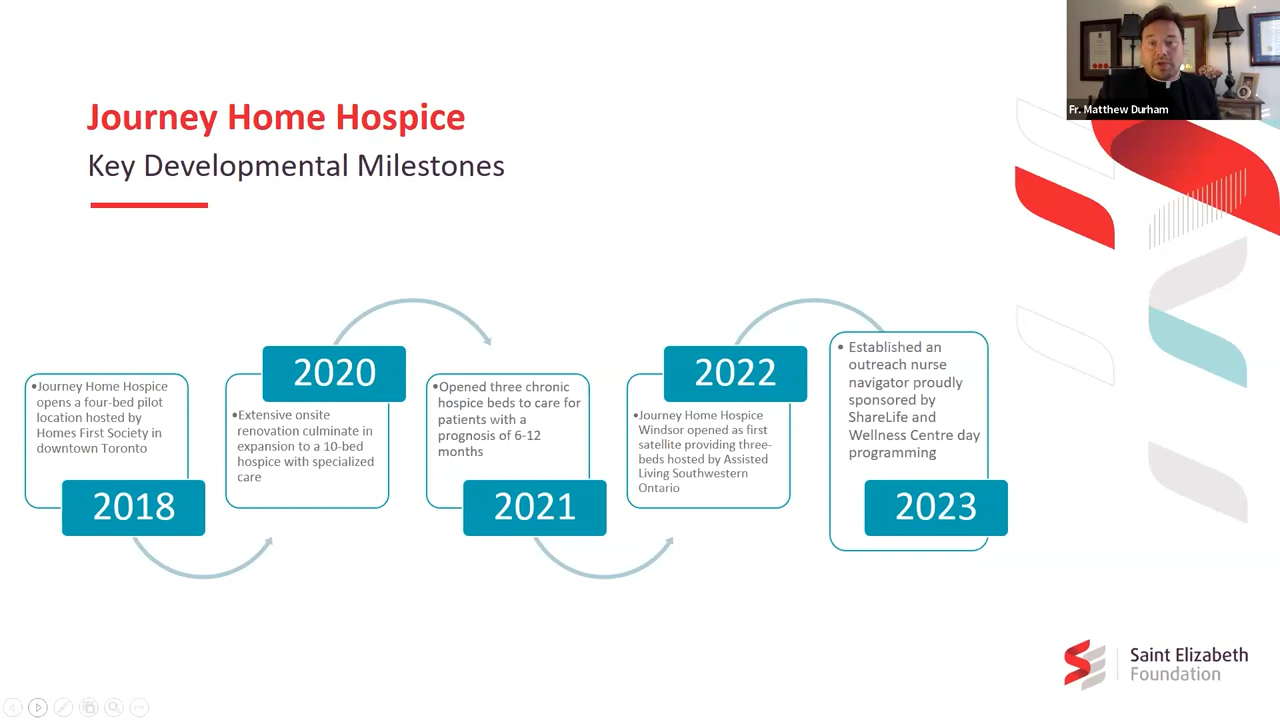 Fr. Matthew Durham
Journey Home Hospice
Key Developmental Milestones
•Journey Home Hospice
opens a four-bed pilot
location hosted by
Homes First Society in
downtown Toronto
2018
2020
•Extensive onsite
renovation culminate in
expansion to a 10-bed
hospice with specialized
care
•Opened three chronic
hospice beds to care for
patients with a
prognosis of 6-12
months
2021
2022
•Journey Home Hospice
Windsor opened as first
satellite providing three-
beds hosted by Assisted
Living Southwestern
Ontario
• Established an
outreach nurse
navigator proudly
sponsored by
ShareLife and
Wellness Centre day
programming
2023
Saint Elizabeth
Foundation